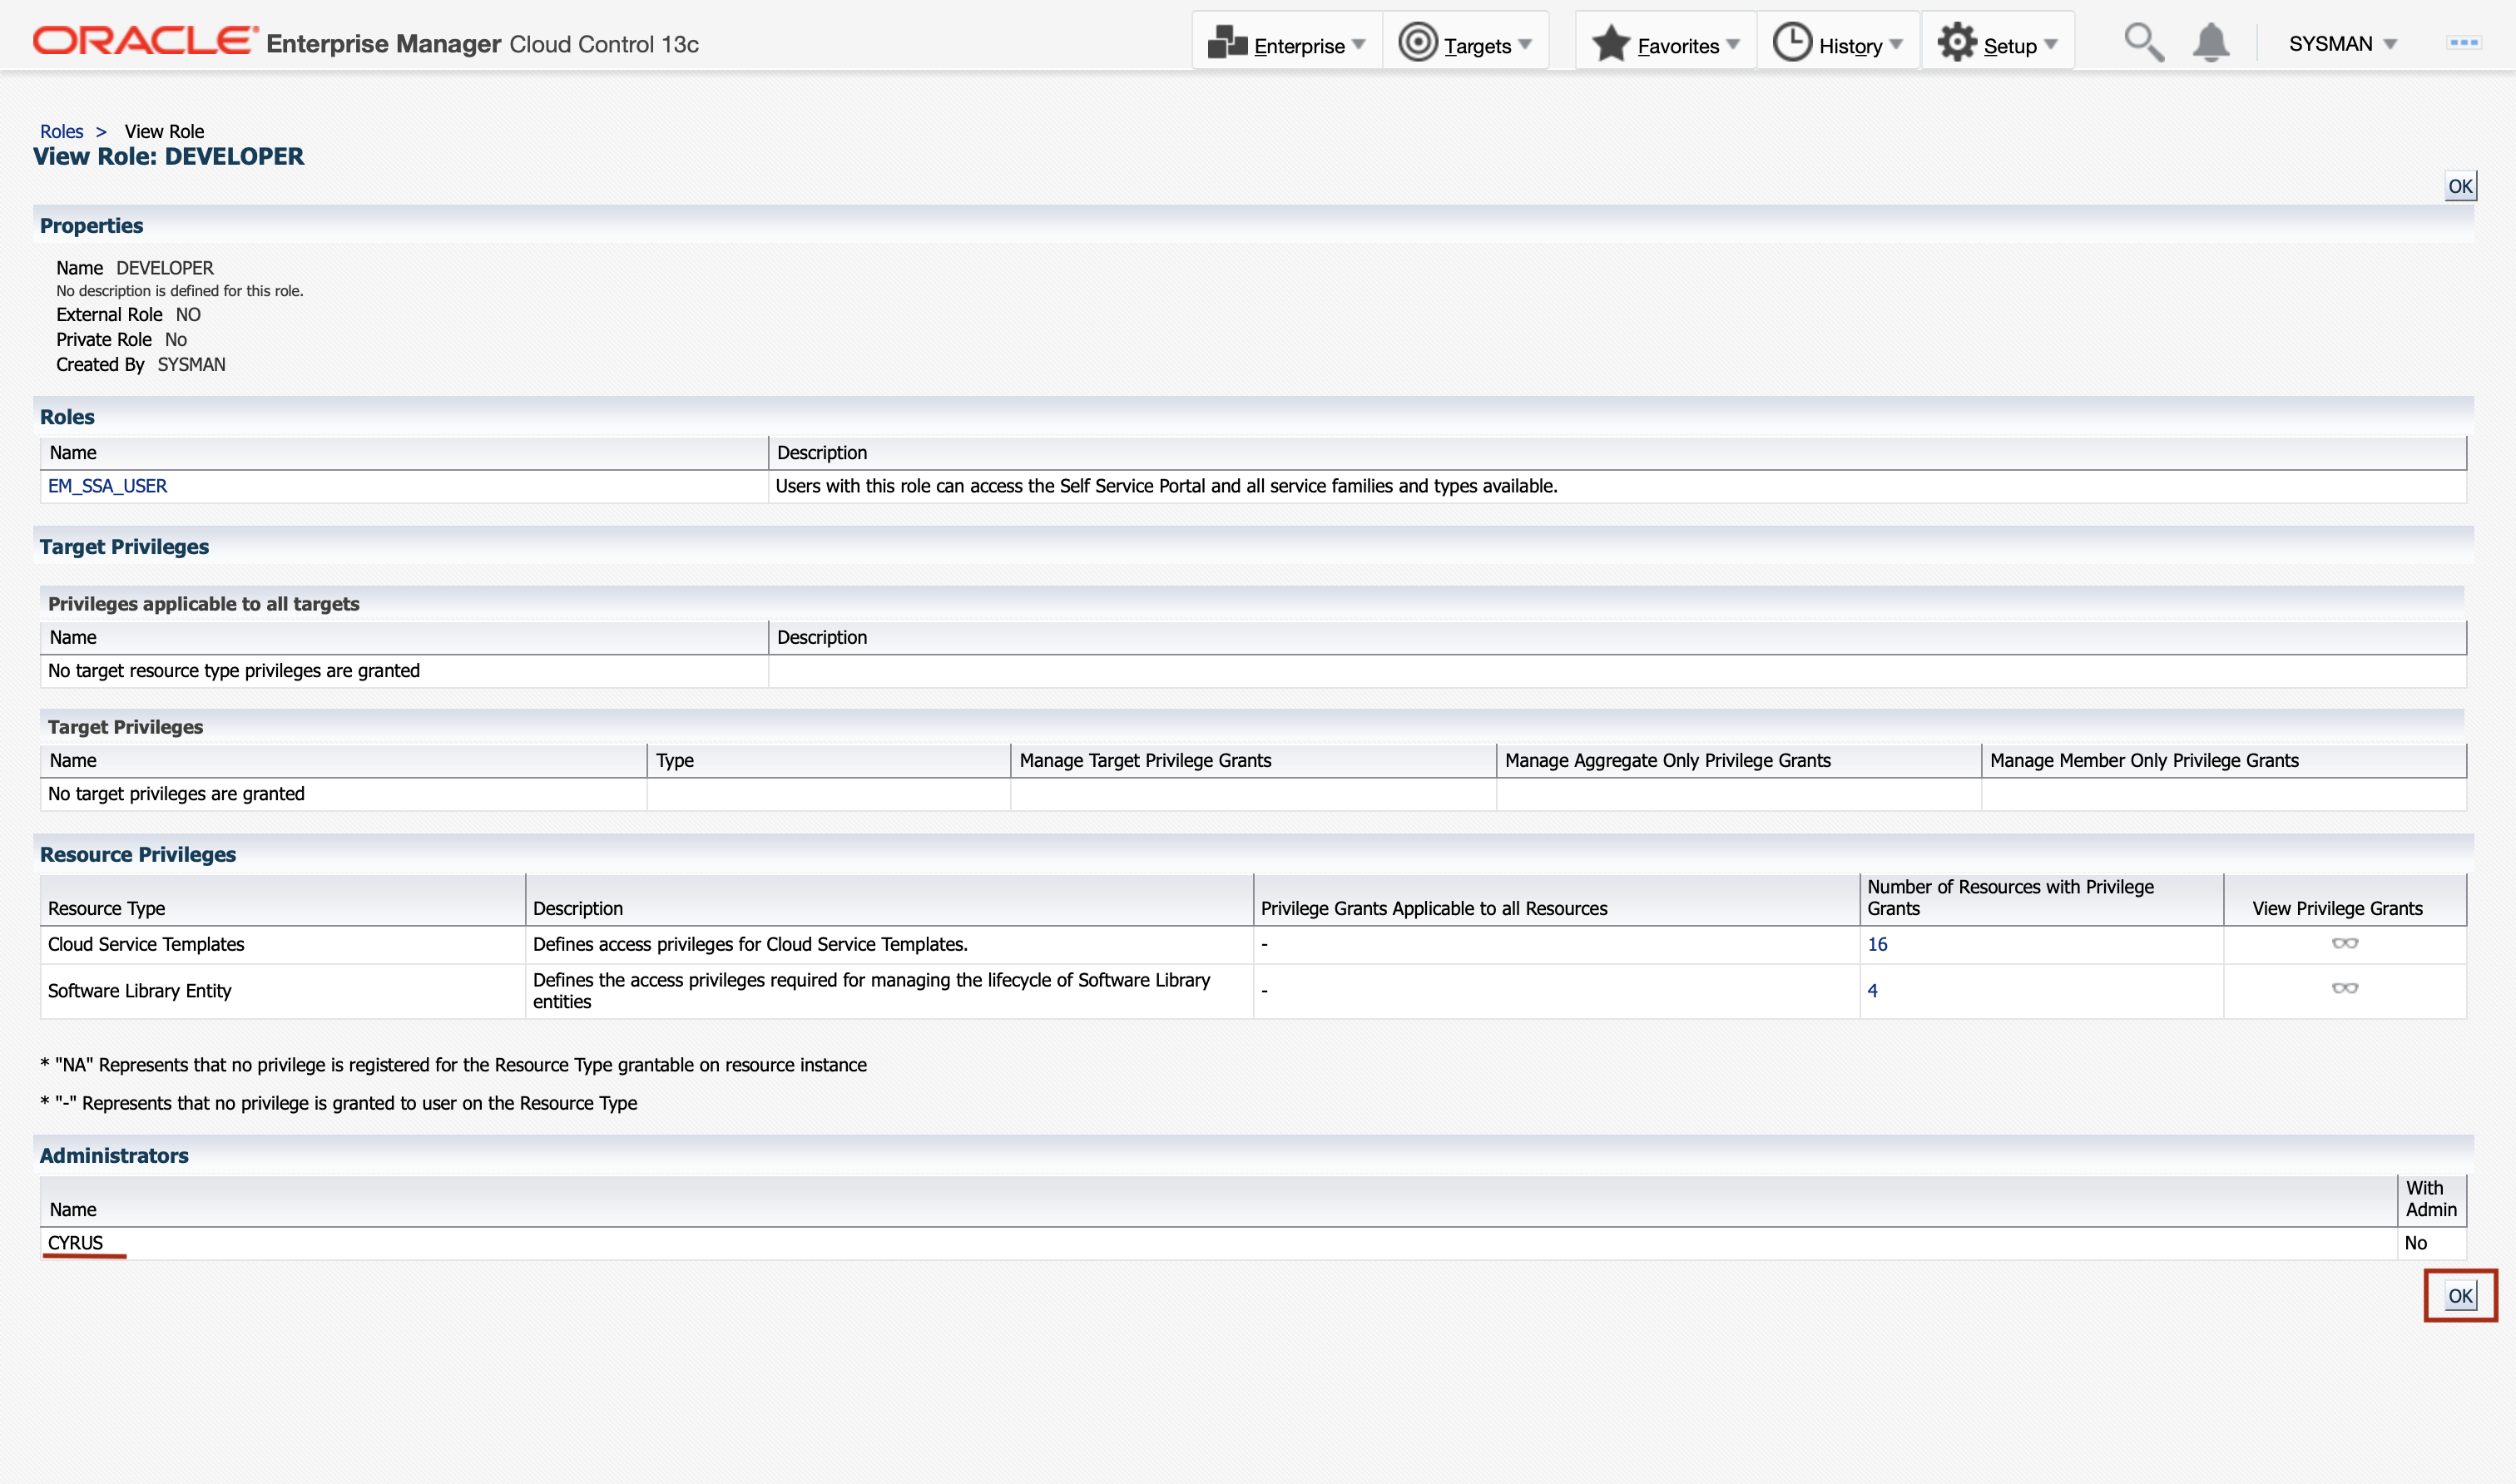 ORACLE Enterprise Manager Cloud Control 13c
Enterprise
Targets
Favorites
History
Setup
SYSMAN
Roles > View Role
View Role: DEVELOPER
OK
Properties
Name DEVELOPER
No description is defined for this role.
External Role NO
Private Role No
Created By SYSMAN
Roles
Name Description
EM_SSA_USER Users with this role can access the Self Service Portal and all service families and types available.
Target Privileges
Privileges applicable to all targets
Name Description
No target resource type privileges are granted
Target Privileges
Name Type Manage Target Privilege Grants Manage Aggregate Only Privilege Grants Manage Member Only Privilege Grants
No target privileges are granted
Resource Privileges
Resource Type Description Privilege Grants Applicable to all Resources Number of Resources with Privilege Grants View Privilege Grants
Cloud Service Templates Defines access privileges for Cloud Service Templates. - 16
Software Library Entity Defines the access privileges required for managing the lifecycle of Software Library entities - 4
* "NA" Represents that no privilege is registered for the Resource Type grantable on resource instance
* "-" Represents that no privilege is granted to user on the Resource Type
Administrators
Name With Admin
CYRUS No
OK